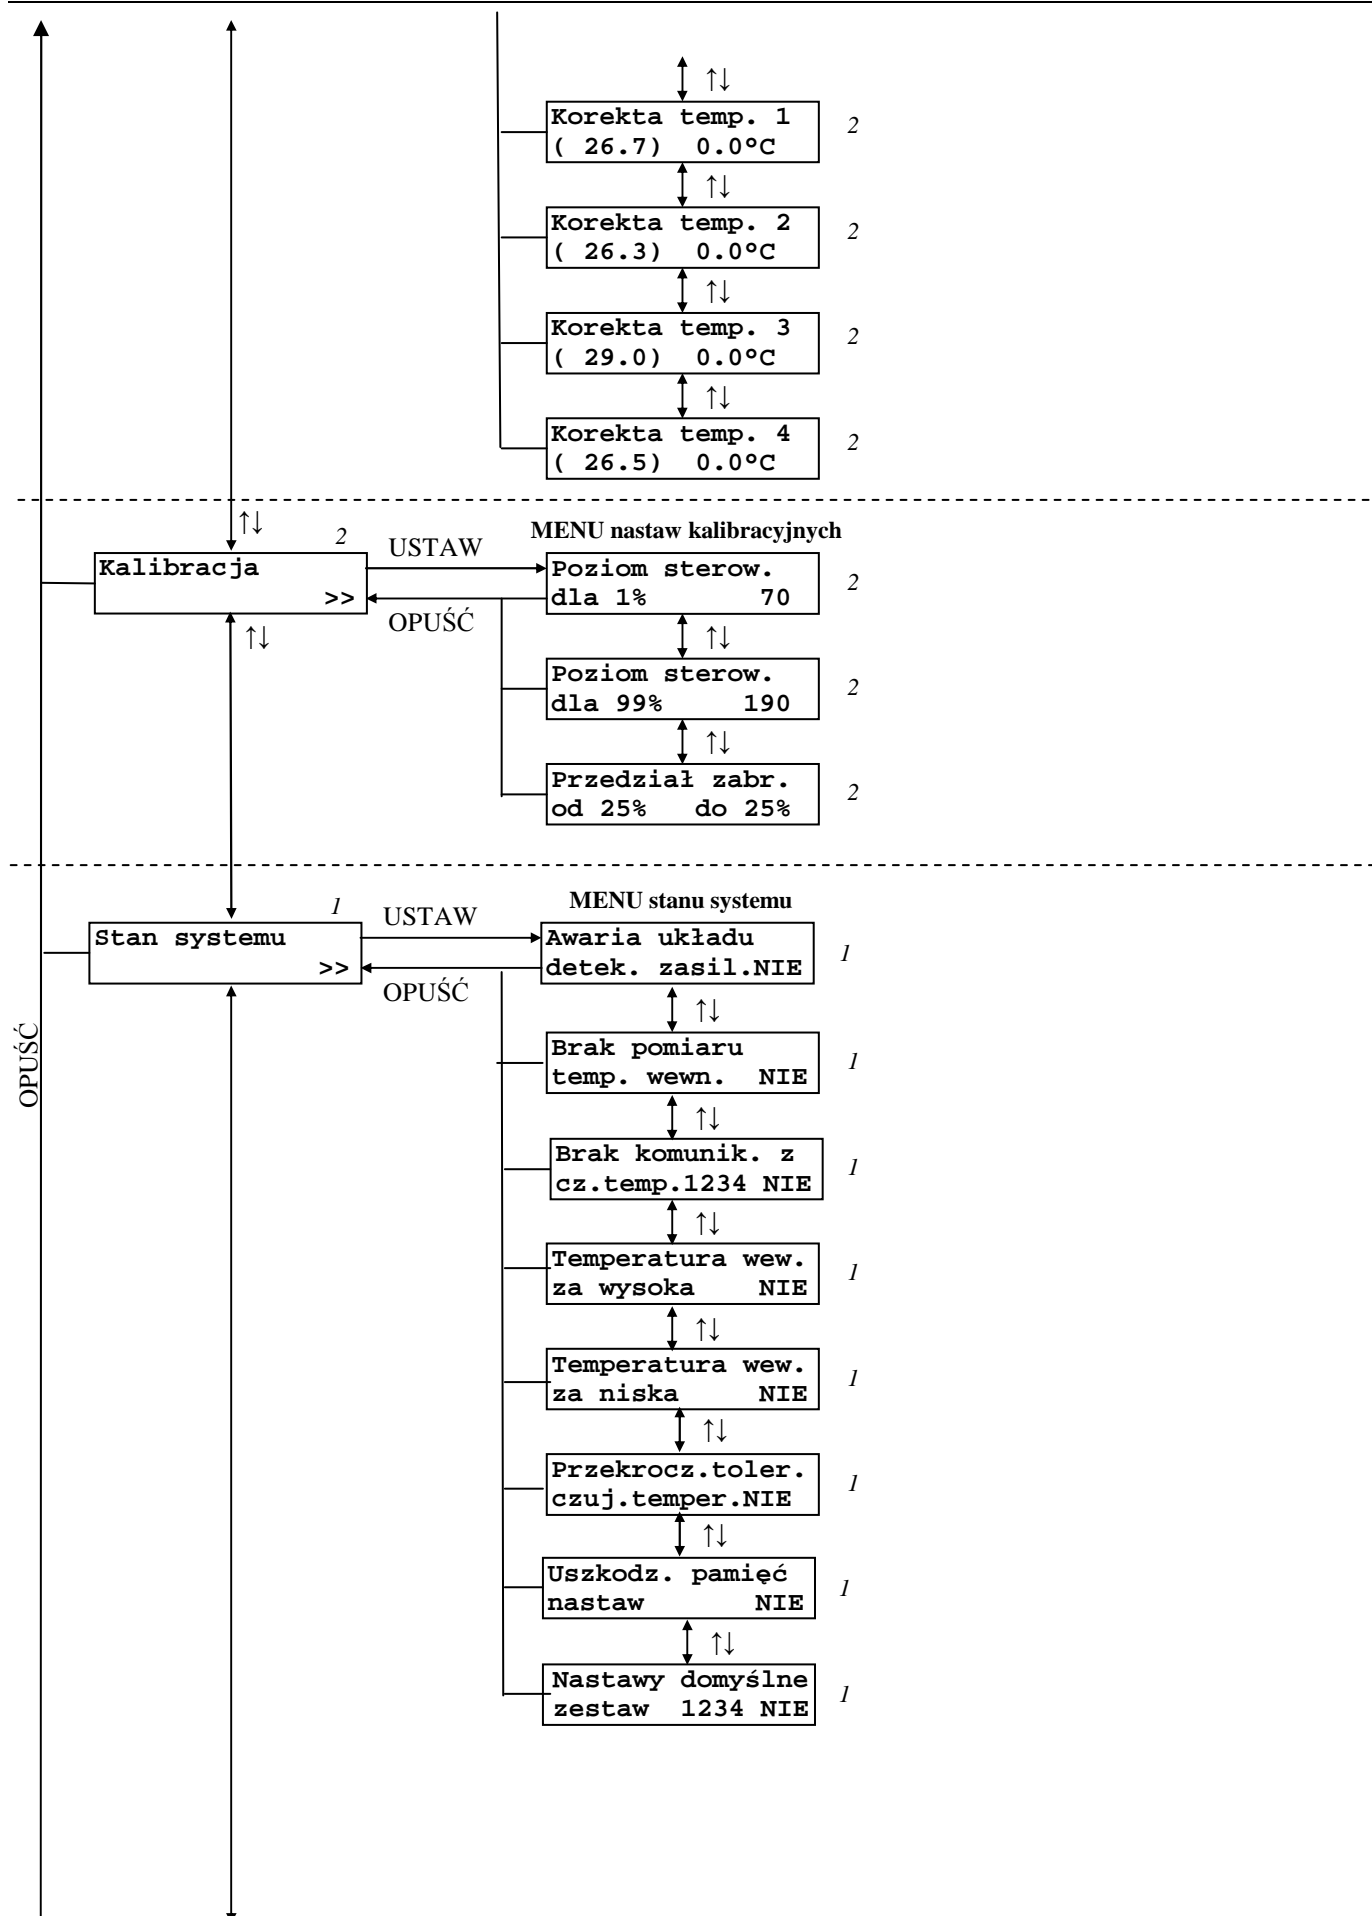 ↑↓
Korekta temp. 1
( 26.7) 0.0°C
2
↑↓
Korekta temp. 2
( 26.3) 0.0°C
2
↑↓
Korekta temp. 3
( 29.0) 0.0°C
2
↑↓
Korekta temp. 4
( 26.5) 0.0°C
2
↑↓
2
Kalibracja
>>
↑↓
USTAW
OPUŚĆ
MENU nastaw kalibracyjnych
Poziom sterow.
dla 1% 70
2
↑↓
Poziom sterow.
dla 99% 190
2
↑↓
Przedział zabr.
od 25% do 25%
2
1
Stan systemu
>>
USTAW
OPUŚĆ
MENU stanu systemu
Awaria układu
detek. zasil.NIE
1
↑↓
Brak pomiaru
temp. wewn. NIE
1
↑↓
Brak komunik. z
cz.temp.1234 NIE
1
↑↓
Temperatura wew.
za wysoka NIE
1
↑↓
Temperatura wew.
za niska NIE
1
↑↓
Przekrocz.toler.
czuj.temper.NIE
1
↑↓
Uszkodz. pamięć
nastaw NIE
1
↑↓
Nastawy domyślne
zestaw 1234 NIE
1
OPUŚĆ